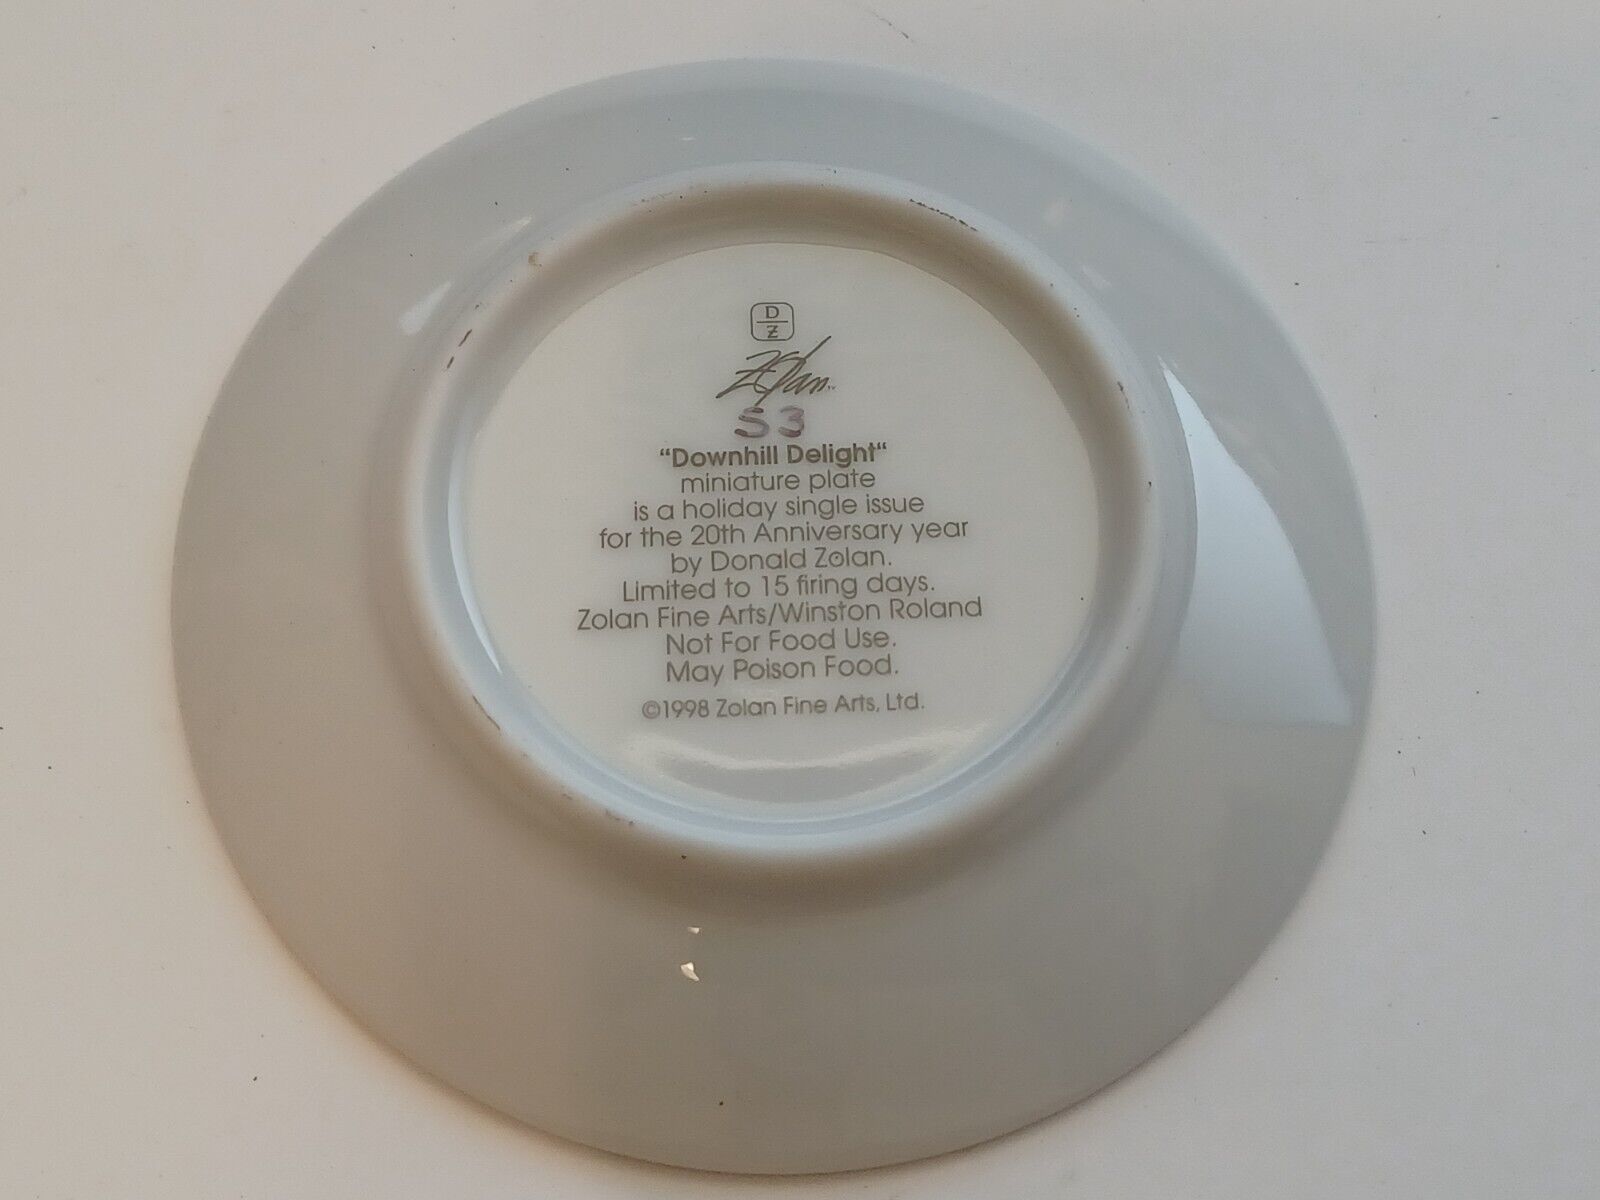 D
Z
Zolan™
S3
“Downhill Delight“
miniature plate
is a holiday single issue
for the 20th Anniversary year
by Donald Zolan.
Limited to 15 firing days.
Zolan Fine Arts/Winston Roland
Not For Food Use.
May Poison Food.
©1998 Zolan Fine Arts, Ltd.